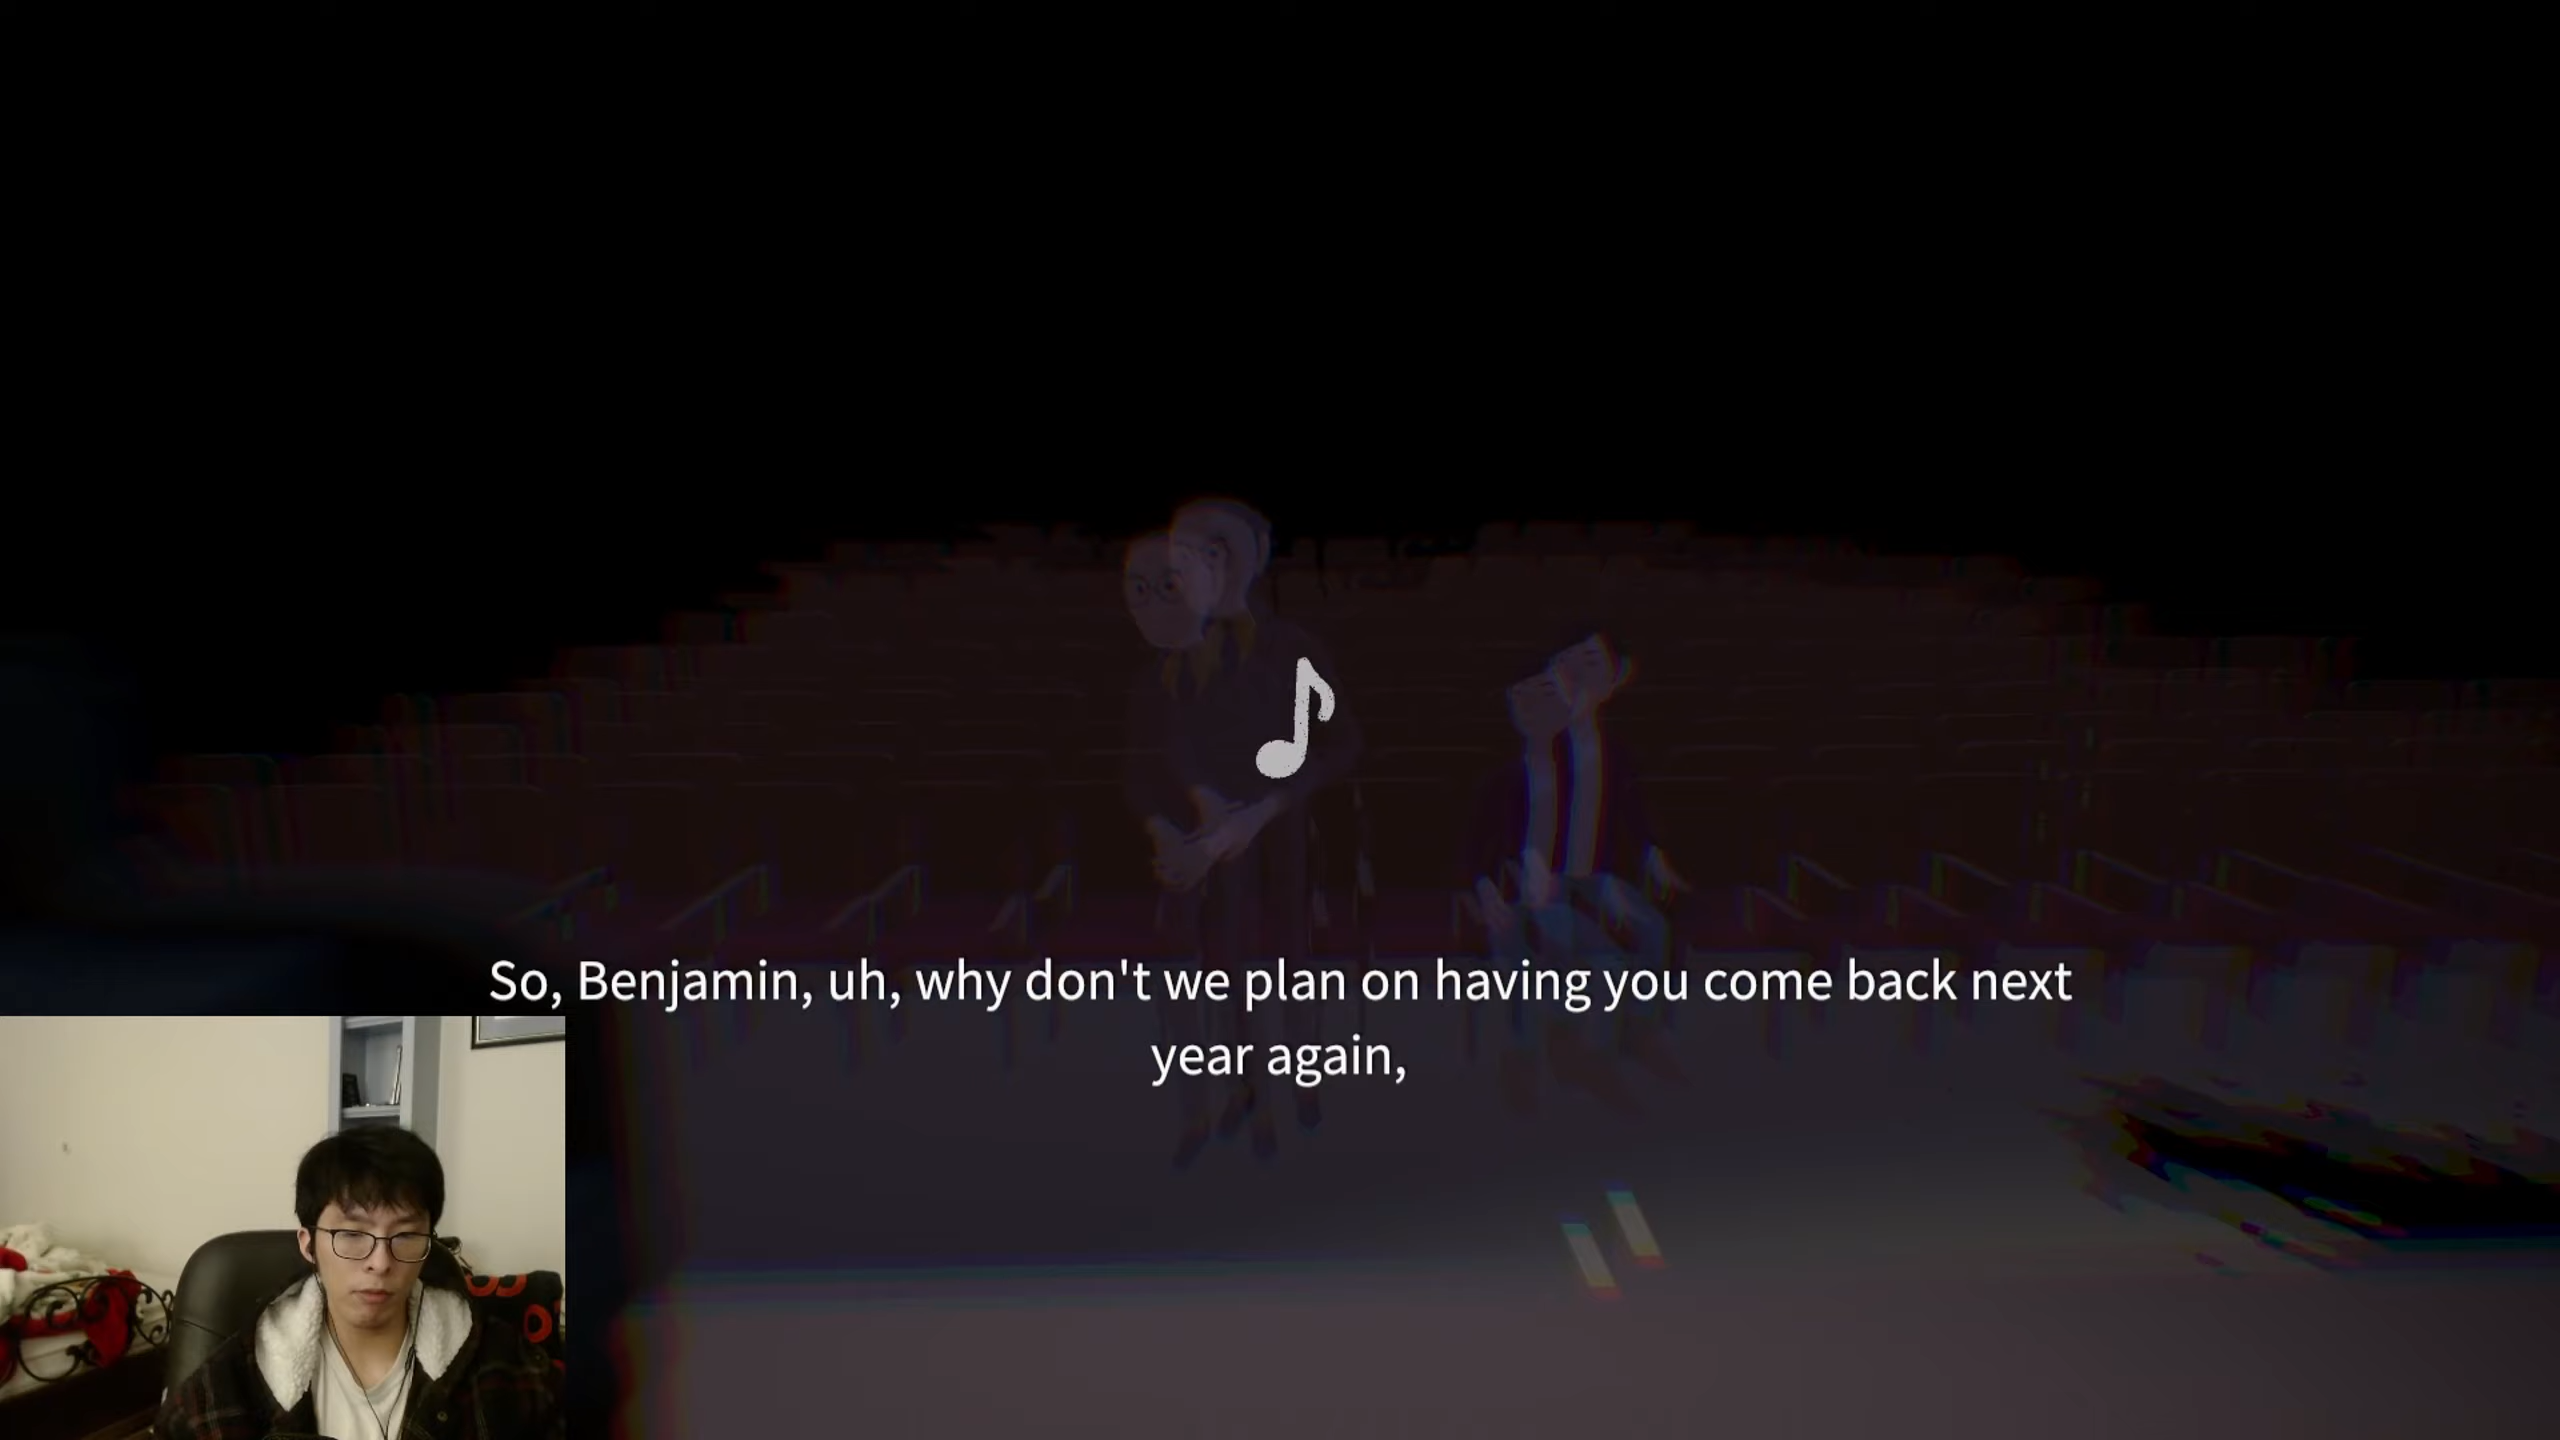 So, Benjamin, uh, why don't we plan on having you come back next
year again,